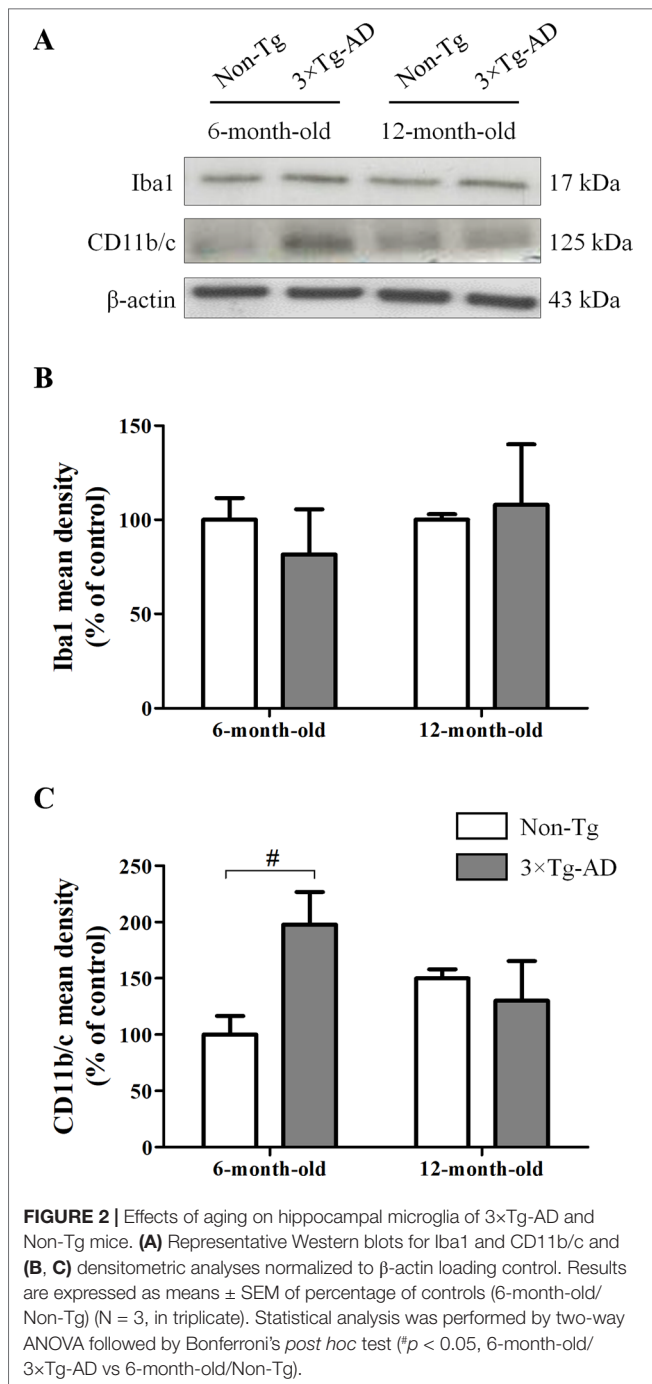 A
Non-Tg 3×Tg-AD Non-Tg 3×Tg-AD
6-month-old 12-month-old
Iba1 17 kDa
CD11b/c 125 kDa
β-actin 43 kDa
B
Iba1 mean density
(% of control)
150
100
50
0
6-month-old 12-month-old
C
Non-Tg
3×Tg-AD
CD11b/c mean density
(% of control)
250
200
150
100
50
0
#
6-month-old 12-month-old
FIGURE 2 | Effects of aging on hippocampal microglia of 3×Tg-AD and
Non-Tg mice. (A) Representative Western blots for Iba1 and CD11b/c and
(B, C) densitometric analyses normalized to β-actin loading control. Results
are expressed as means ± SEM of percentage of controls (6-month-old/
Non-Tg) (N = 3, in triplicate). Statistical analysis was performed by two-way
ANOVA followed by Bonferroni's post hoc test (#p < 0.05, 6-month-old/
3×Tg-AD vs 6-month-old/Non-Tg).